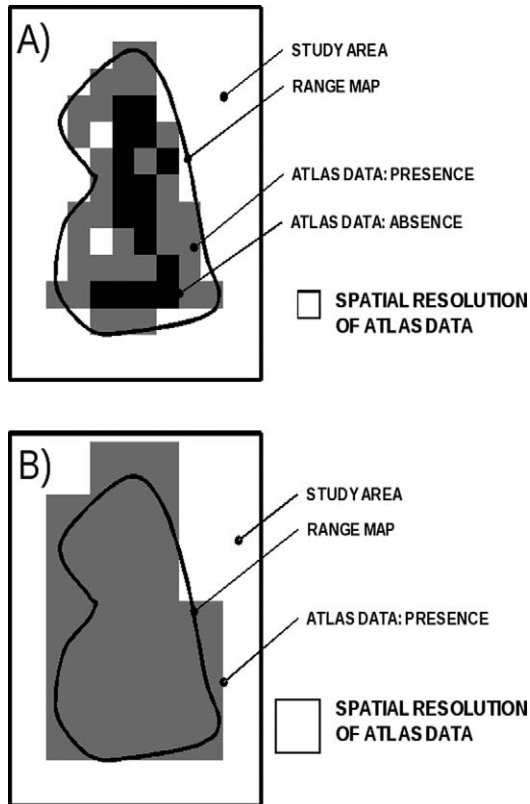 A)
STUDY AREA
RANGE MAP
ATLAS DATA: PRESENCE
ATLAS DATA: ABSENCE
SPATIAL RESOLUTION
OF ATLAS DATA
B)
STUDY AREA
RANGE MAP
ATLAS DATA: PRESENCE
SPATIAL RESOLUTION
OF ATLAS DATA